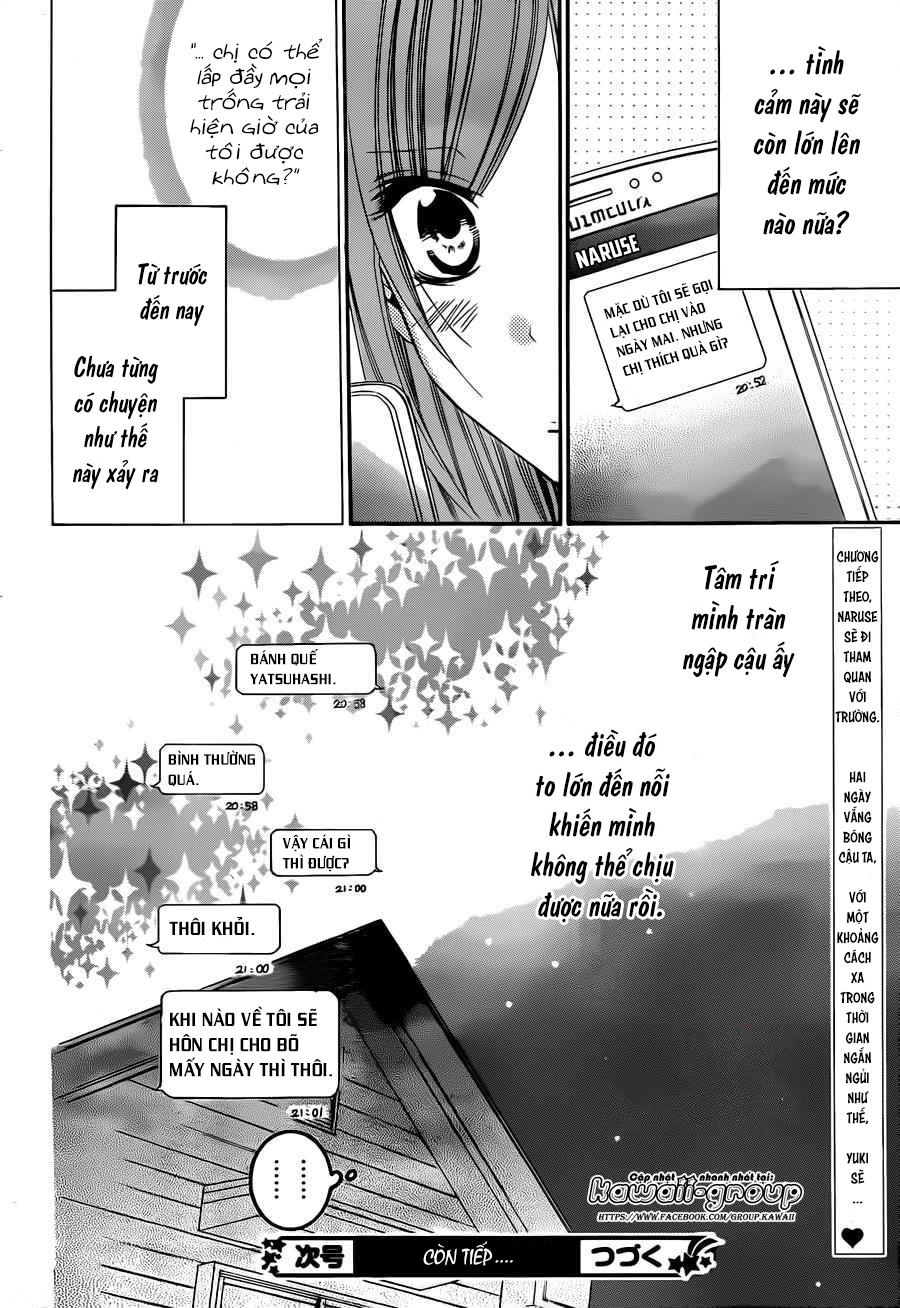 ... tình
cảm này sẽ
còn lớn lên
đến mức
nào nữa?
NARUSE
MẶC DÙ TÔI SẼ GỌI
LẠI CHO CHỊ VÀO
NGÀY MAI. NHƯNG
CHỊ THÍCH QUÀ GÌ?
20:52
"... chị có thể
lấp đầy mọi
trống trải
hiện giờ của
tôi được
không?"
Từ trước
đến nay
Chưa từng
có chuyện
như thế
này xảy ra
Tâm trí
mình tràn
ngập cậu ấy
BÁNH QUẾ
YATSUHASHI.
20:58
BÌNH THƯỜNG
QUÁ.
20:58
VẬY CÁI GÌ
THÌ ĐƯỢC?
21:00
THÔI KHỎI.
21:00
KHI NÀO VỀ TÔI SẼ
HÔN CHỊ CHO BÕ
MẤY NGÀY THÌ THÔI.
21:01
... điều đó
to lớn đến nỗi
khiến mình
không thể chịu
được nữa rồi.
CHƯƠNG
TIẾP
THEO,
NARUSE
SẼ ĐI
THAM
QUAN
VỚI
TRƯỜNG.
HAI
NGÀY
VẮNG
BÓNG
CẬU TA,
VỚI
MỘT
KHOẢNG
CÁCH
XA
TRONG
THỜI
GIAN
NGẮN
NGỦI
NHƯ
THẾ,
YUKI
SẼ
...
Cập nhật nhanh nhất tại:
kawaii-group
HTTPS://WWW.FACEBOOK.COM/GROUP.KAWAII
次号 CÒN TIẾP..... つづく